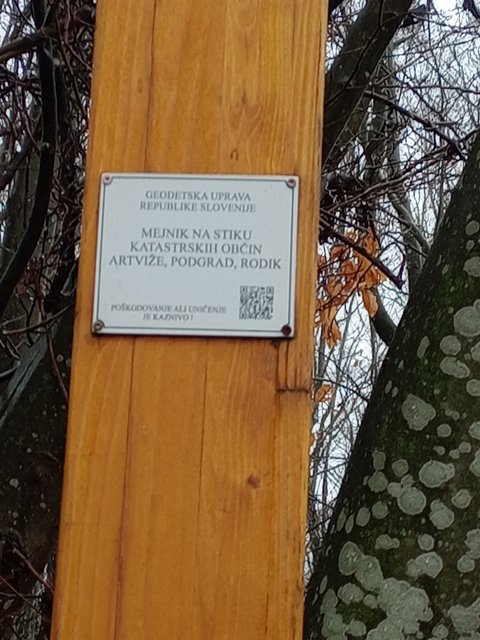 GEODETSKA UPRAVA
REPUBLIKE SLOVENIJE
MEJNIK NA STIKU
KATASTRSKIH OBČIN
ARTVIŽE, PODGRAD, RODIK
POŠKODOVANJE ALI UNIČENJE
JE KAZNIVO !